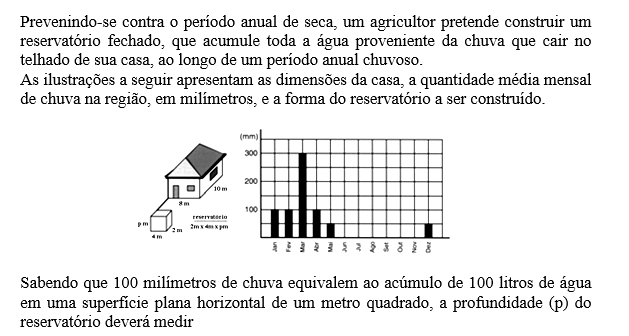 Prevenindo-se contra o período anual de seca, um agricultor pretende construir um
reservatório fechado, que acumule toda a água proveniente da chuva que cair no
telhado de sua casa, ao longo de um período anual chuvoso.
As ilustrações a seguir apresentam as dimensões da casa, a quantidade média mensal
de chuva na região, em milímetros, e a forma do reservatório a ser construído.
(mm)
300
200
100
10 m
8 m
reservatório
2m x 4m x pm
p m
2 m
4 m
Jan Fev Mar Abr Mai Jun Jul Ago Set Out Nov Dez
Sabendo que 100 milímetros de chuva equivalem ao acúmulo de 100 litros de água
em uma superfície plana horizontal de um metro quadrado, a profundidade (p) do
reservatório deverá medir